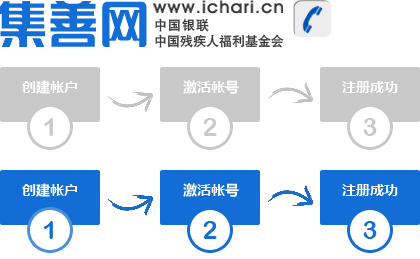 集善网
www.ichari.cn
中国银联
中国残疾人福利基金会
创建帐户 激活帐号 注册成功
1 2 3
创建帐户 激活帐号 注册成功
1 2 3